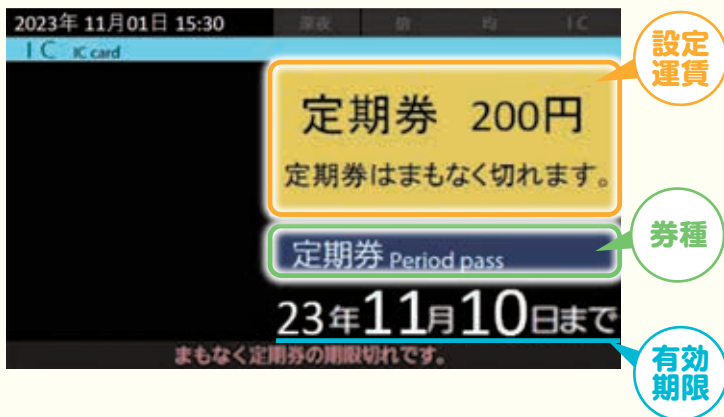 2023年 11月01日 15:30
深夜
均
IC
IC IC card
定期券 200円
定期券はまもなく切れます。
定期券 Period pass
23年11月10日まで
まもなく定期券の期限切れです。
設定
運賃
券種
有効
期限